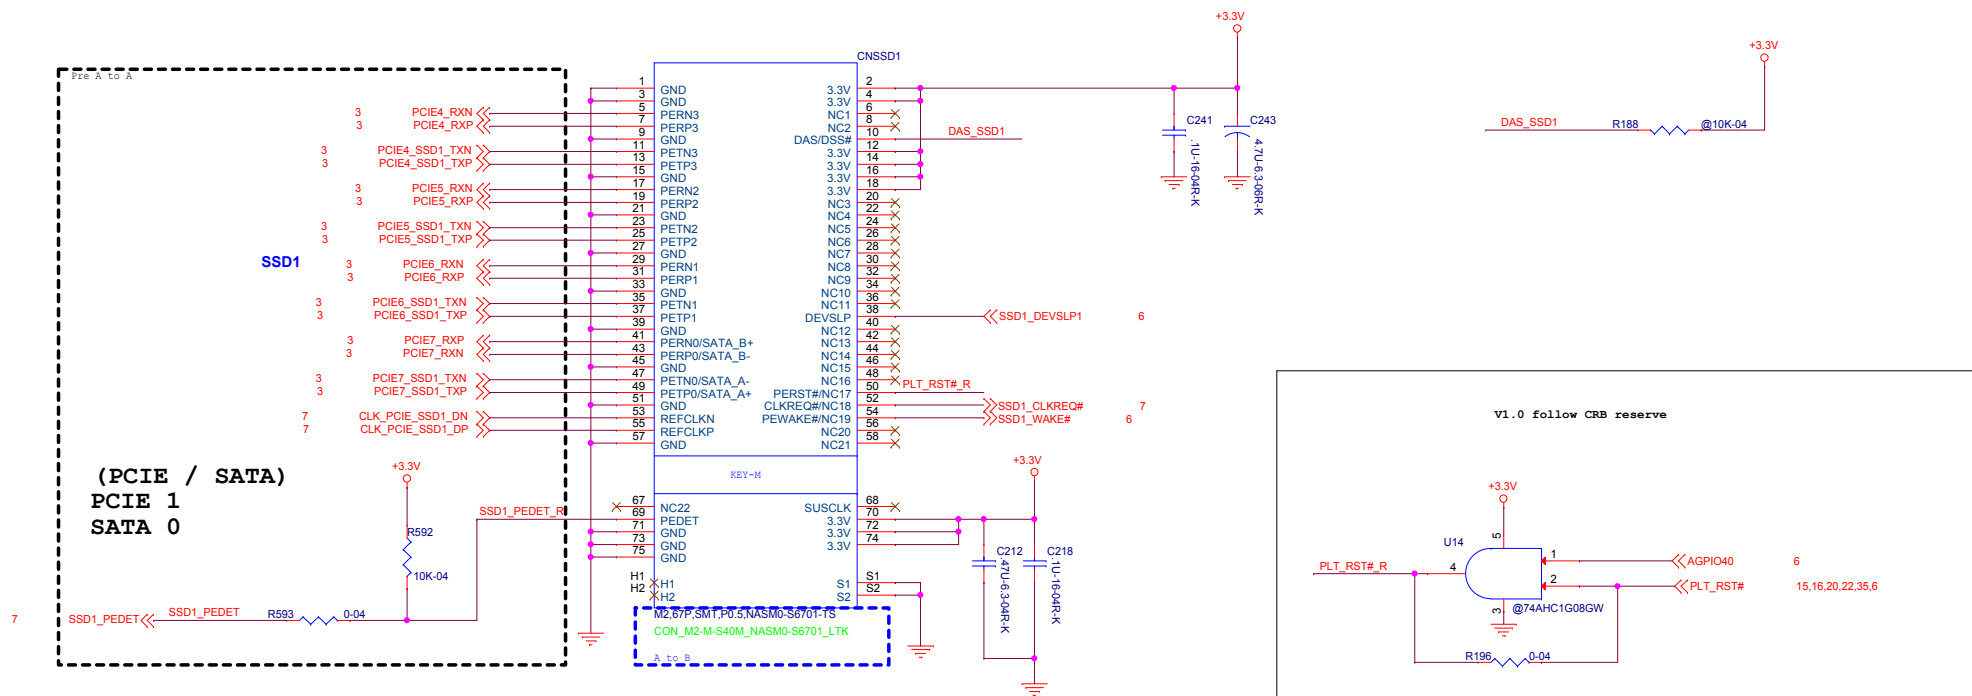 Pre A to A
SSD1
(PCIE / SATA)
PCIE 1
SATA 0
3 PCIE4_RXN
3 PCIE4_RXP
3 PCIE4_SSD1_TXN
3 PCIE4_SSD1_TXP
3 PCIE5_RXN
3 PCIE5_RXP
3 PCIE5_SSD1_TXN
3 PCIE5_SSD1_TXP
3 PCIE6_RXN
3 PCIE6_RXP
3 PCIE6_SSD1_TXN
3 PCIE6_SSD1_TXP
3 PCIE7_RXP
3 PCIE7_RXN
3 PCIE7_SSD1_TXN
3 PCIE7_SSD1_TXP
7 CLK_PCIE_SSD1_DN
7 CLK_PCIE_SSD1_DP
+3.3V
R592
10K-04
SSD1_PEDET_R
7 SSD1_PEDET SSD1_PEDET R593 0-04
CNSSD1
1 GND 3.3V 2
3 GND 3.3V 4
5 PERN3 NC1 6
7 PERP3 NC2 8
9 GND DAS/DSS# 10 DAS_SSD1
11 PETN3 3.3V 12
13 PETP3 3.3V 14
15 GND 3.3V 16
17 PERN2 3.3V 18
19 PERP2 NC3 20
21 GND NC4 22
23 PETN2 NC5 24
25 PETP2 NC6 26
27 GND NC7 28
29 PERN1 NC8 30
31 PERP1 NC9 32
33 GND NC10 34
35 PETN1 NC11 36
37 PETP1 DEVSLP 38 SSD1_DEVSLP1 6
39 GND NC12 40
41 PERN0/SATA_B+ NC13 42
43 PERP0/SATA_B- NC14 44
45 GND NC15 46
47 PETN0/SATA_A- NC16 48
49 PETP0/SATA_A+ PERST#/NC17 50 PLT_RST#_R
51 GND CLKREQ#/NC18 52 SSD1_CLKREQ# 7
53 REFCLKN PEWAKE#/NC19 54 SSD1_WAKE# 6
55 REFCLKP NC20 56
57 GND NC21 58
KEY-M
67 NC22 SUSCLK 68
69 PEDET 3.3V 70
71 GND 3.3V 72
73 GND 3.3V 74
75 GND
H1 H1 S1 S1
H2 H2 S2 S2
M2,67P,SMT,P0.5,NASM0-S6701-TS
CON_M2-M-S40M_NASM0-S6701_LTK
A to B
+3.3V
C212
.47U-6.3-04R-K
C218
.1U-16-04R-K
+3.3V
C241
.1U-16-04R-K
C243
4.7U-6.3-06R-K
+3.3V
DAS_SSD1 R188 @10K-04
V1.0 follow CRB reserve
+3.3V
U14 5
PLT_RST#_R 4
1 AGPIO40 6
2 PLT_RST# 15,16,20,22,35,6
3 @74AHC1G08GW
R196 0-04